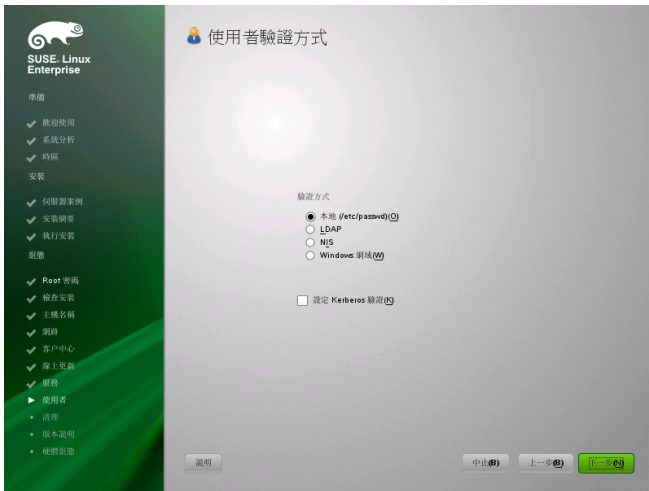 SUSE. Linux
Enterprise
準備
歡迎使用
系統分析
時區
安裝
伺服器案例
安裝摘要
執行安裝
組態
Root 密碼
檢查安裝
主機名稱
網路
客戶中心
線上更新
服務
使用者
清理
版本說明
硬體組態
使用者驗證方式
驗證方式
本地 (/etc/passwd)(O)
LDAP
NIS
Windows 網域(W)
設定 Kerberos 驗證(K)
說明
中止(B)
上一步(B)
下一步(N)